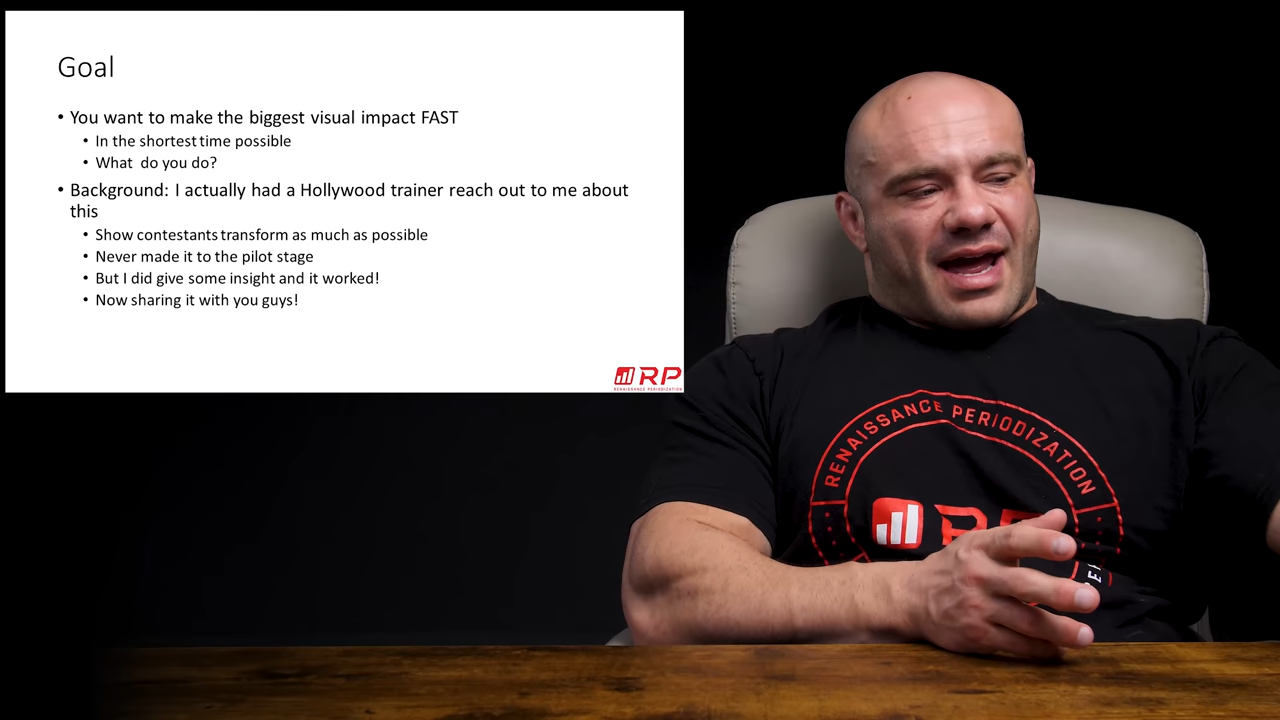 Goal
• You want to make the biggest visual impact FAST
• In the shortest time possible
• What do you do?
• Background: I actually had a Hollywood trainer reach out to me about
this
• Show contestants transform as much as possible
• Never made it to the pilot stage
• But I did give some insight and it worked!
• Now sharing it with you guys!
RP
RENAISSANCE PERIODIZATION
RENAISSANCE PERIODIZATION